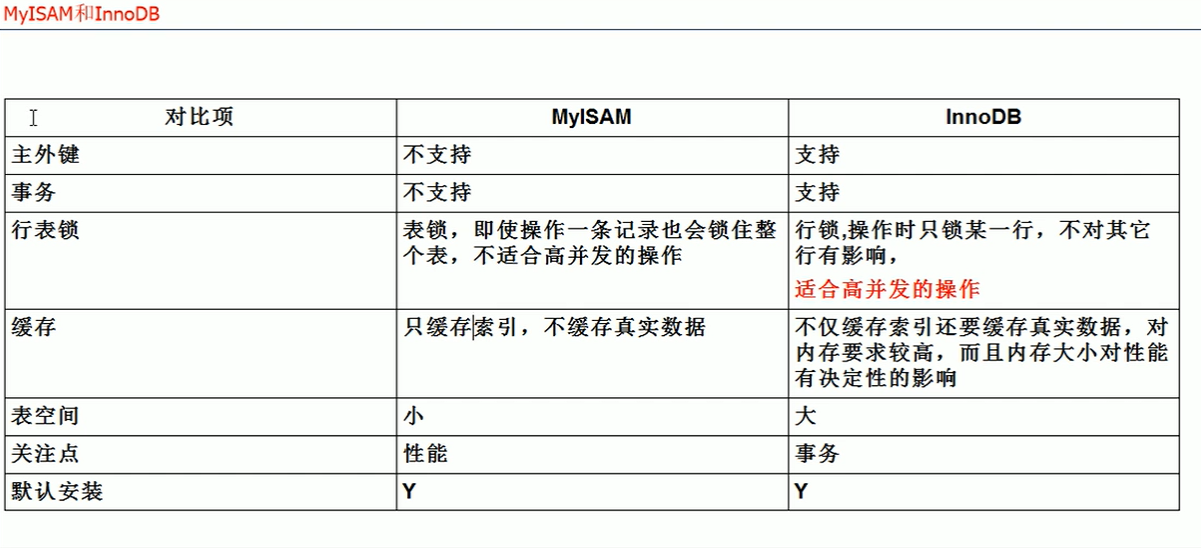 MyISAM和InnoDB
对比项 MyISAM InnoDB
主外键 不支持 支持
事务 不支持 支持
行表锁 表锁，即使操作一条记录也会锁住整 行锁,操作时只锁某一行，不对其它
个表，不适合高并发的操作 行有影响，
适合高并发的操作
缓存 只缓存索引，不缓存真实数据 不仅缓存索引还要缓存真实数据，对
内存要求较高，而且内存大小对性能
有决定性的影响
表空间 小 大
关注点 性能 事务
默认安装 Y Y